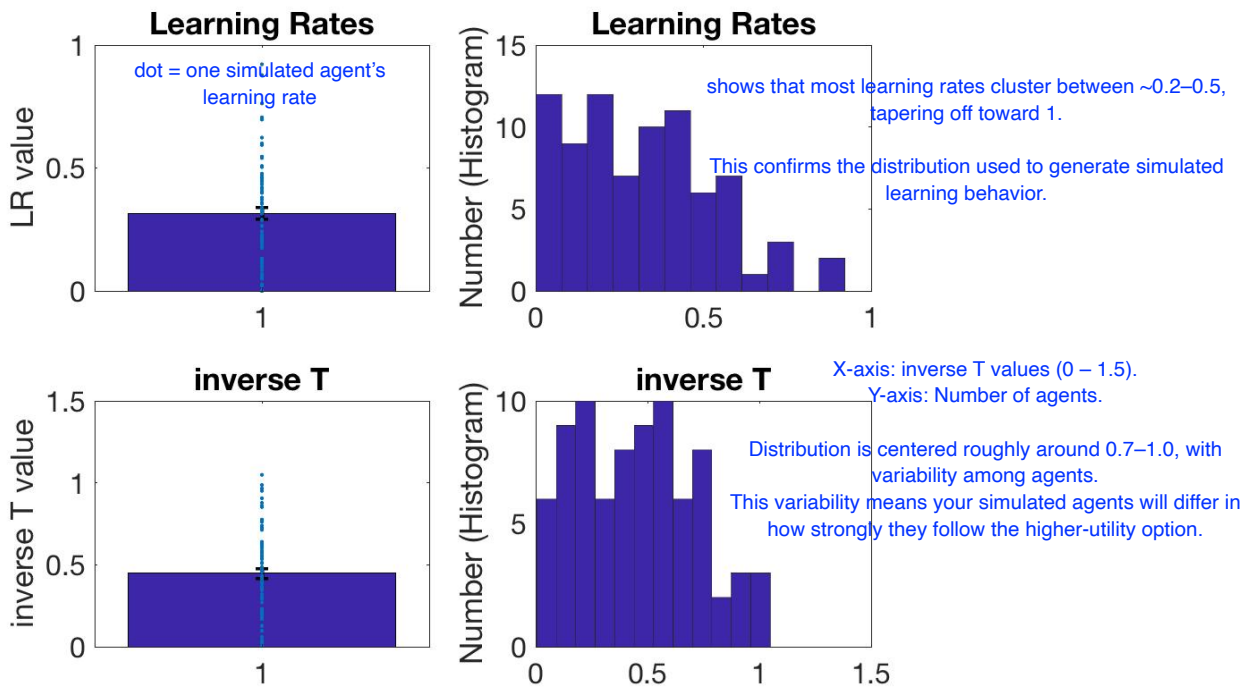 Learning Rates
1
dot = one simulated agent's
learning rate
0.5
0
LR value
1
Learning Rates
15
10
5
0
Number (Histogram)
0 0.5 1
shows that most learning rates cluster between ~0.2–0.5,
tapering off toward 1.
This confirms the distribution used to generate simulated
learning behavior.
inverse T
1.5
1
0.5
0
inverse T value
1
inverse T
10
5
0
Number (Histogram)
0 0.5 1 1.5
X-axis: inverse T values (0 – 1.5).
Y-axis: Number of agents.
Distribution is centered roughly around 0.7–1.0, with
variability among agents.
This variability means your simulated agents will differ in
how strongly they follow the higher-utility option.